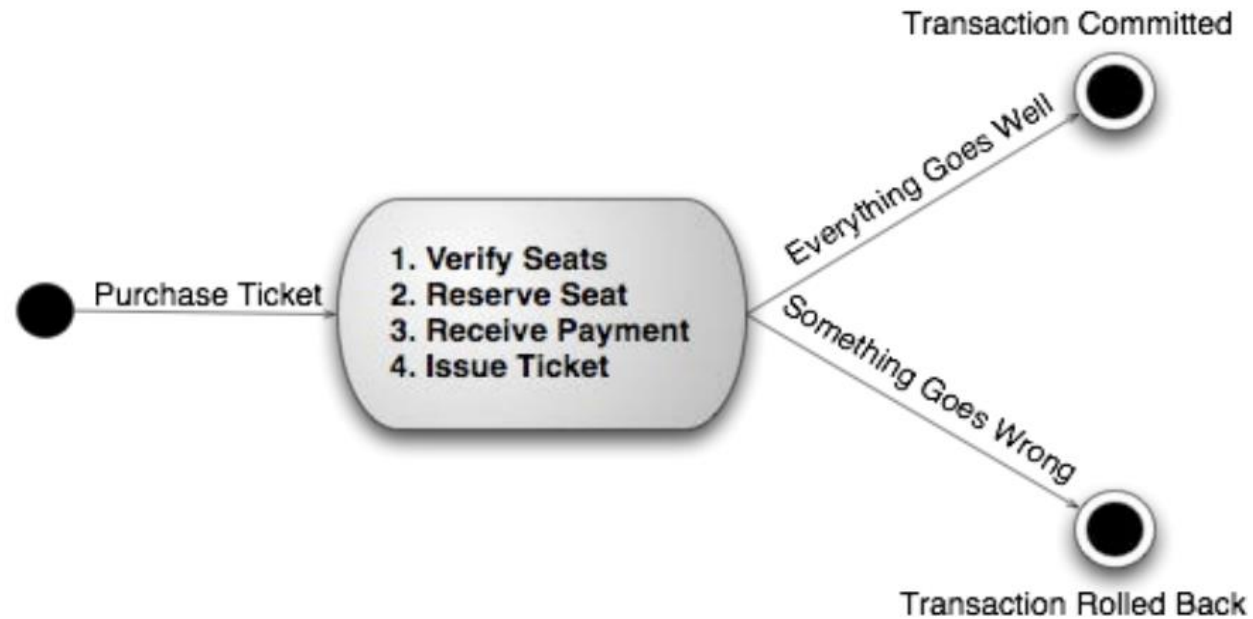 Transaction Committed
Everything Goes Well
Purchase Ticket
1. Verify Seats
2. Reserve Seat
3. Receive Payment
4. Issue Ticket
Something Goes Wrong
Transaction Rolled Back